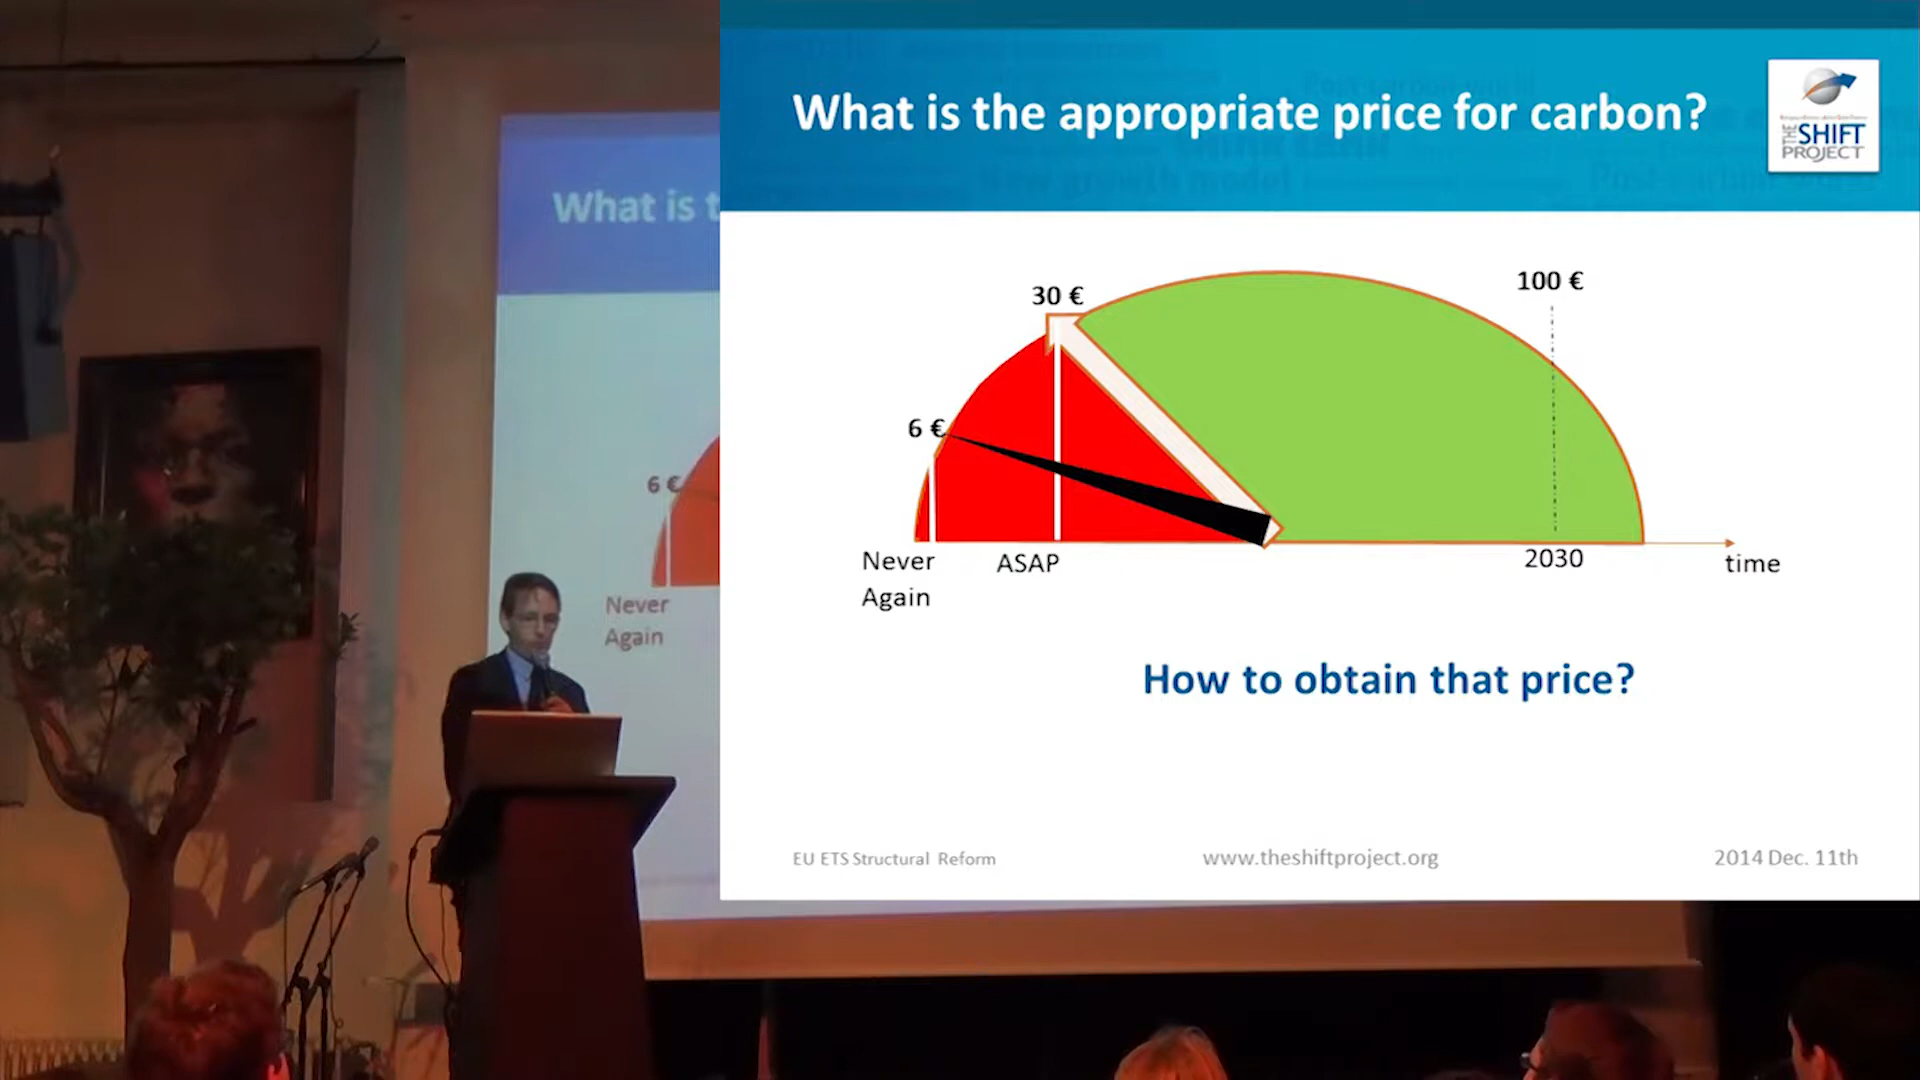 What is the appropriate price for carbon?
THE SHIFT
PROJECT
30 €
100 €
6 €
Never
Again
ASAP
2030
time
How to obtain that price?
EU ETS Structural Reform
www.theshiftproject.org
2014 Dec. 11th
What is t
6 €
Never
Again